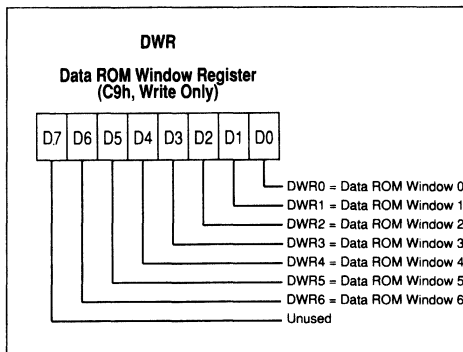 DWR
Data ROM Window Register
(C9h, Write Only)
D7 D6 D5 D4 D3 D2 D1 D0
DWR0 = Data ROM Window 0
DWR1 = Data ROM Window 1
DWR2 = Data ROM Window 2
DWR3 = Data ROM Window 3
DWR4 = Data ROM Window 4
DWR5 = Data ROM Window 5
DWR6 = Data ROM Window 6
Unused